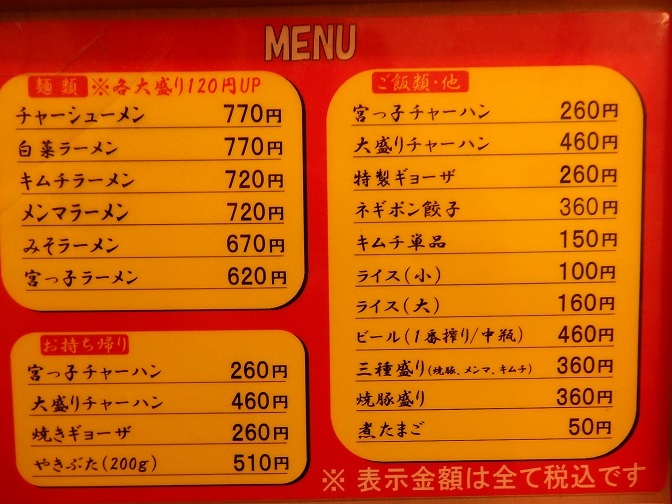 MENU
麺類 ※各大盛り120円UP
チャーシューメン 770円
白菜ラーメン 770円
キムチラーメン 720円
メンマラーメン 720円
みそラーメン 670円
宮っ子ラーメン 620円
お持ち帰り
宮っ子チャーハン 260円
大盛りチャーハン 460円
焼きギョーザ 260円
やきぶた(200g) 510円
ご飯類・他
宮っ子チャーハン 260円
大盛りチャーハン 460円
特製ギョーザ 260円
ネギポン餃子 360円
キムチ単品 150円
ライス(小) 100円
ライス(大) 160円
ビール(1番搾り/中瓶) 460円
三種盛り(焼豚、メンマ、キムチ) 360円
焼豚盛り 360円
煮たまご 50円
※ 表示金額は全て税込です